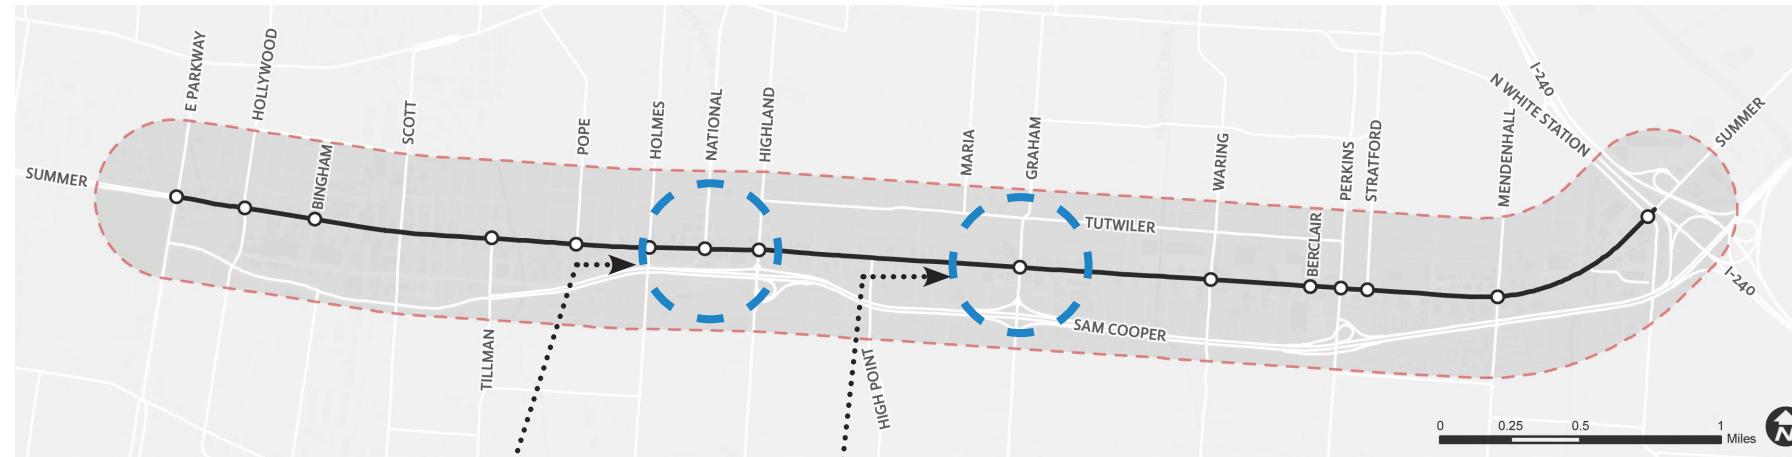 E PARKWAY
HOLLYWOOD
BINGHAM
SCOTT
POPE
HOLMES
NATIONAL
HIGHLAND
MARIA
GRAHAM
WARING
PERKINS
STRATFORD
MENDENHALL
I-240
N WHITE STATION
SUMMER
SUMMER
TUTWILER
BERCLAIR
I-240
SAM COOPER
TILLMAN
HIGH POINT
0 0.25 0.5 1
Miles
N